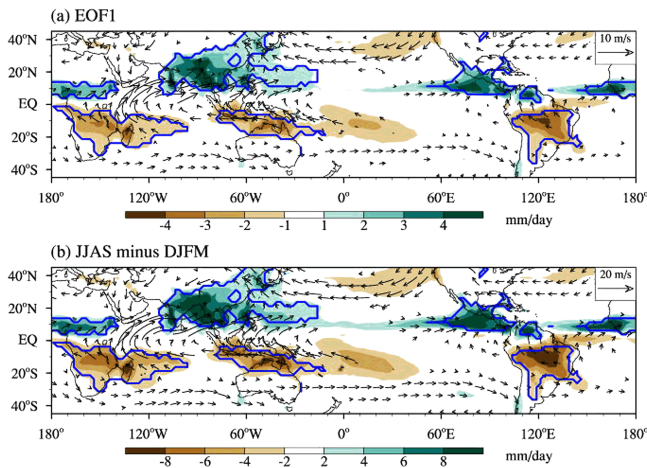 (a) EOF1
40°N
20°N
EQ
20°S
40°S
10 m/s
180° 120°W 60°W 0° 60°E 120°E 180°
-4 -3 -2 -1 1 2 3 4 mm/day
(b) JJAS minus DJFM
40°N
20°N
EQ
20°S
40°S
20 m/s
180° 120°W 60°W 0° 60°E 120°E 180°
-8 -6 -4 -2 2 4 6 8 mm/day